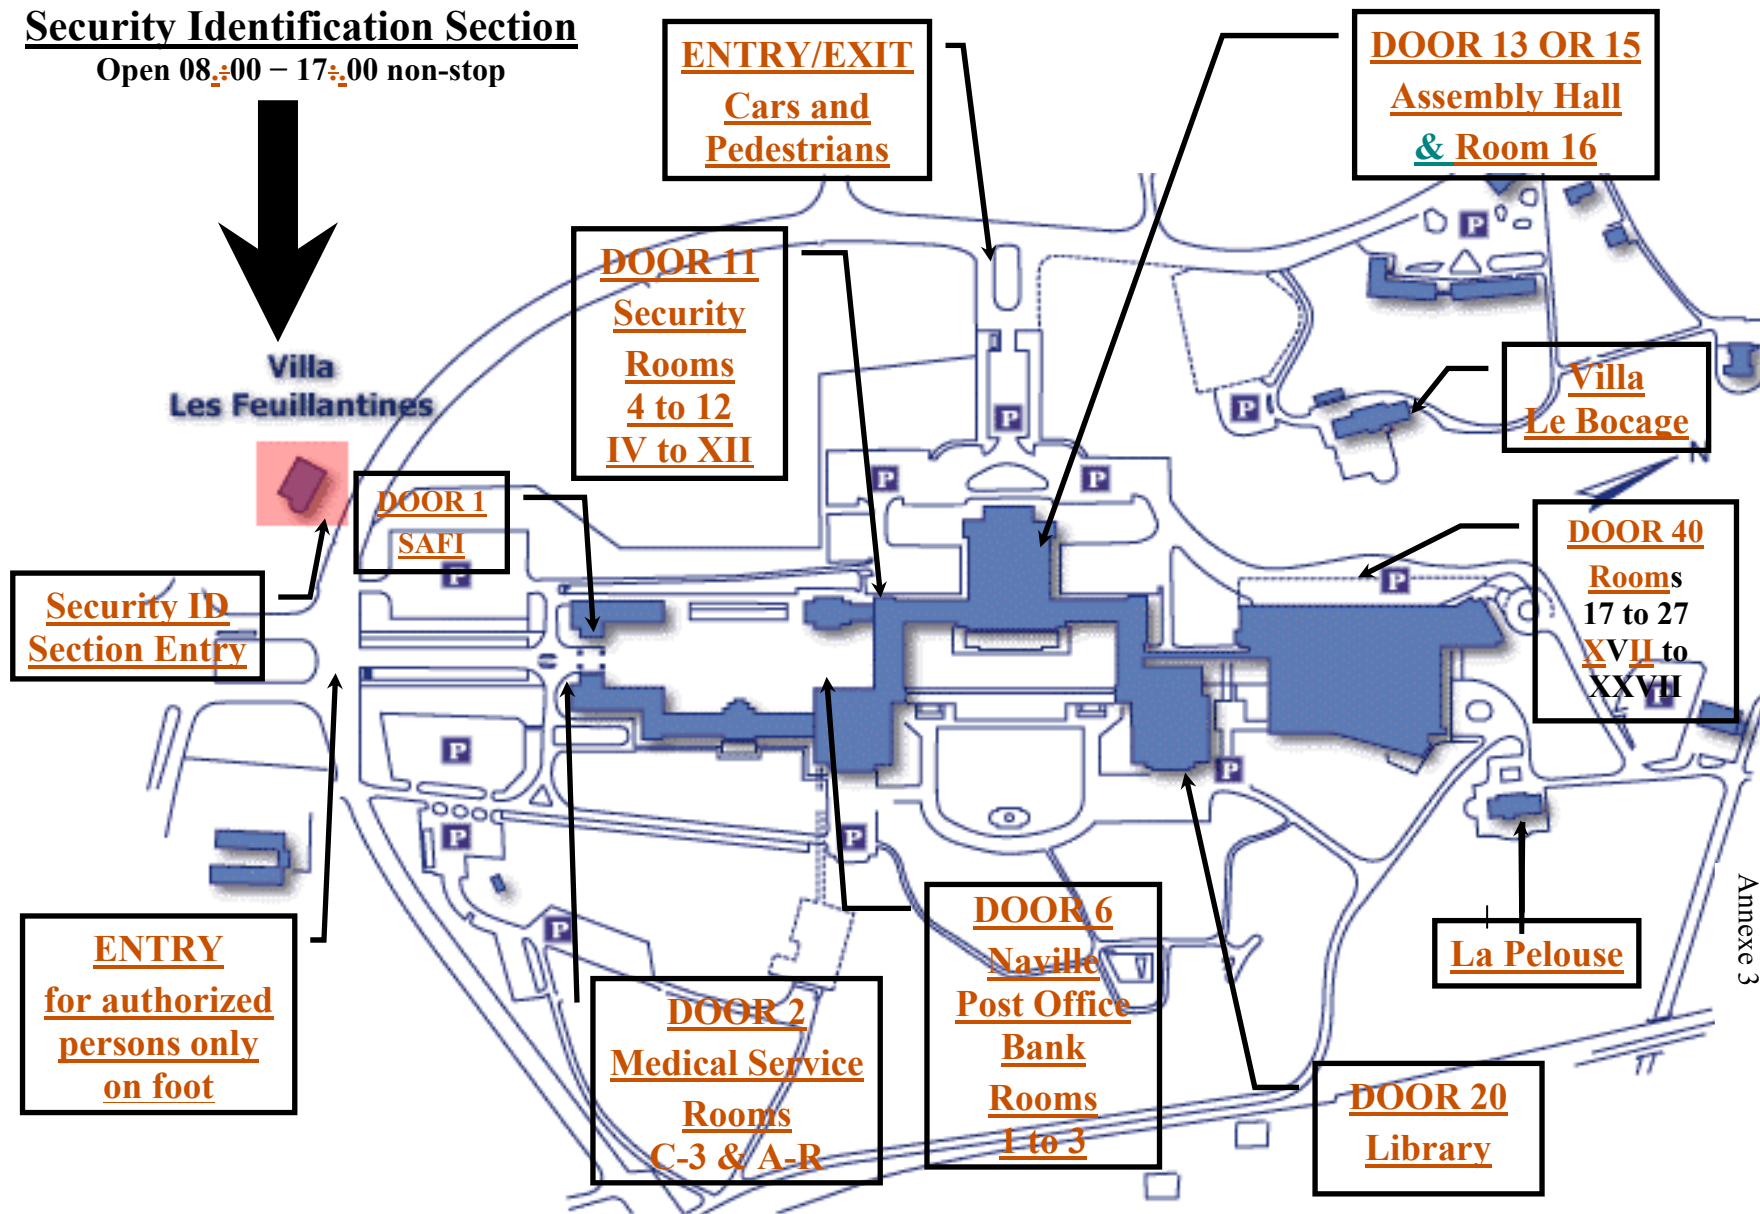 Security Identification Section
Open 08.:00 – 17:.00 non-stop
ENTRY/EXIT
Cars and
Pedestrians
DOOR 13 OR 15
Assembly Hall
& Room 16
DOOR 11
Security
Rooms
4 to 12
IV to XII
Villa
Les Feuillantines
Villa
Le Bocage
N
DOOR 1
SAFI
DOOR 40
Rooms
17 to 27
XVII to
XXVII
Security ID
Section Entry
P
P
P
P
P
P
P
P
P
P
P
P
P
P
ENTRY
for authorized
persons only
on foot
DOOR 2
Medical Service
Rooms
C-3 & A-R
DOOR 6
Naville
Post Office
Bank
Rooms
1 to 3
La Pelouse
DOOR 20
Library
Annexe 3